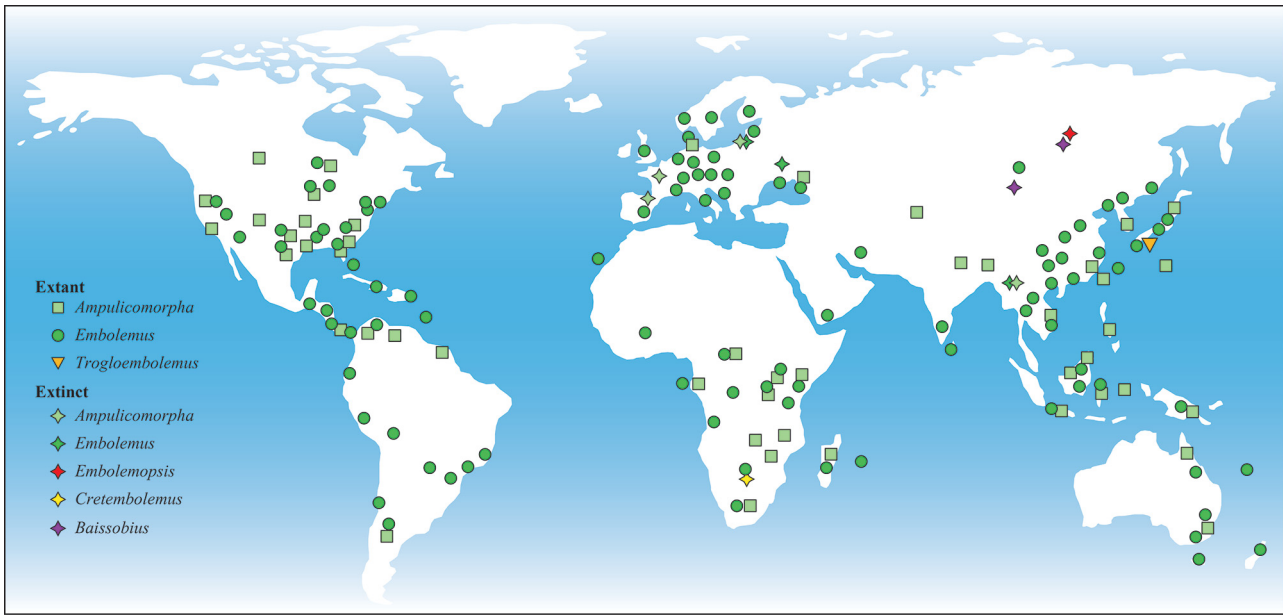 Extant
Ampulicomorpha
Embolemus
Trogloembolemus
Extinct
Ampulicomorpha
Embolemus
Embolemopsis
Cretembolemus
Baissobius